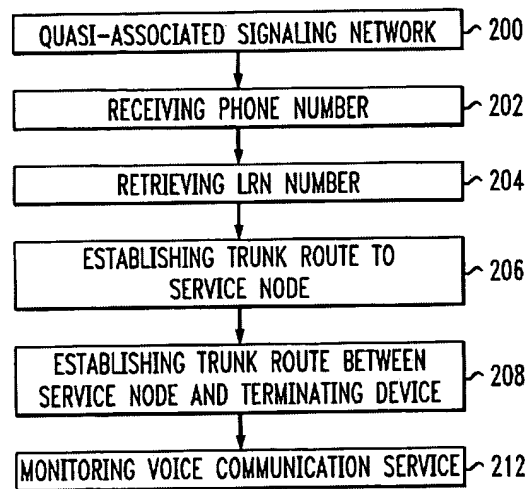 QUASI-ASSOCIATED SIGNALING NETWORK 200
RECEIVING PHONE NUMBER 202
RETRIEVING LRN NUMBER 204
ESTABLISHING TRUNK ROUTE TO
SERVICE NODE 206
ESTABLISHING TRUNK ROUTE BETWEEN
SERVICE NODE AND TERMINATING DEVICE 208
MONITORING VOICE COMMUNICATION SERVICE 212